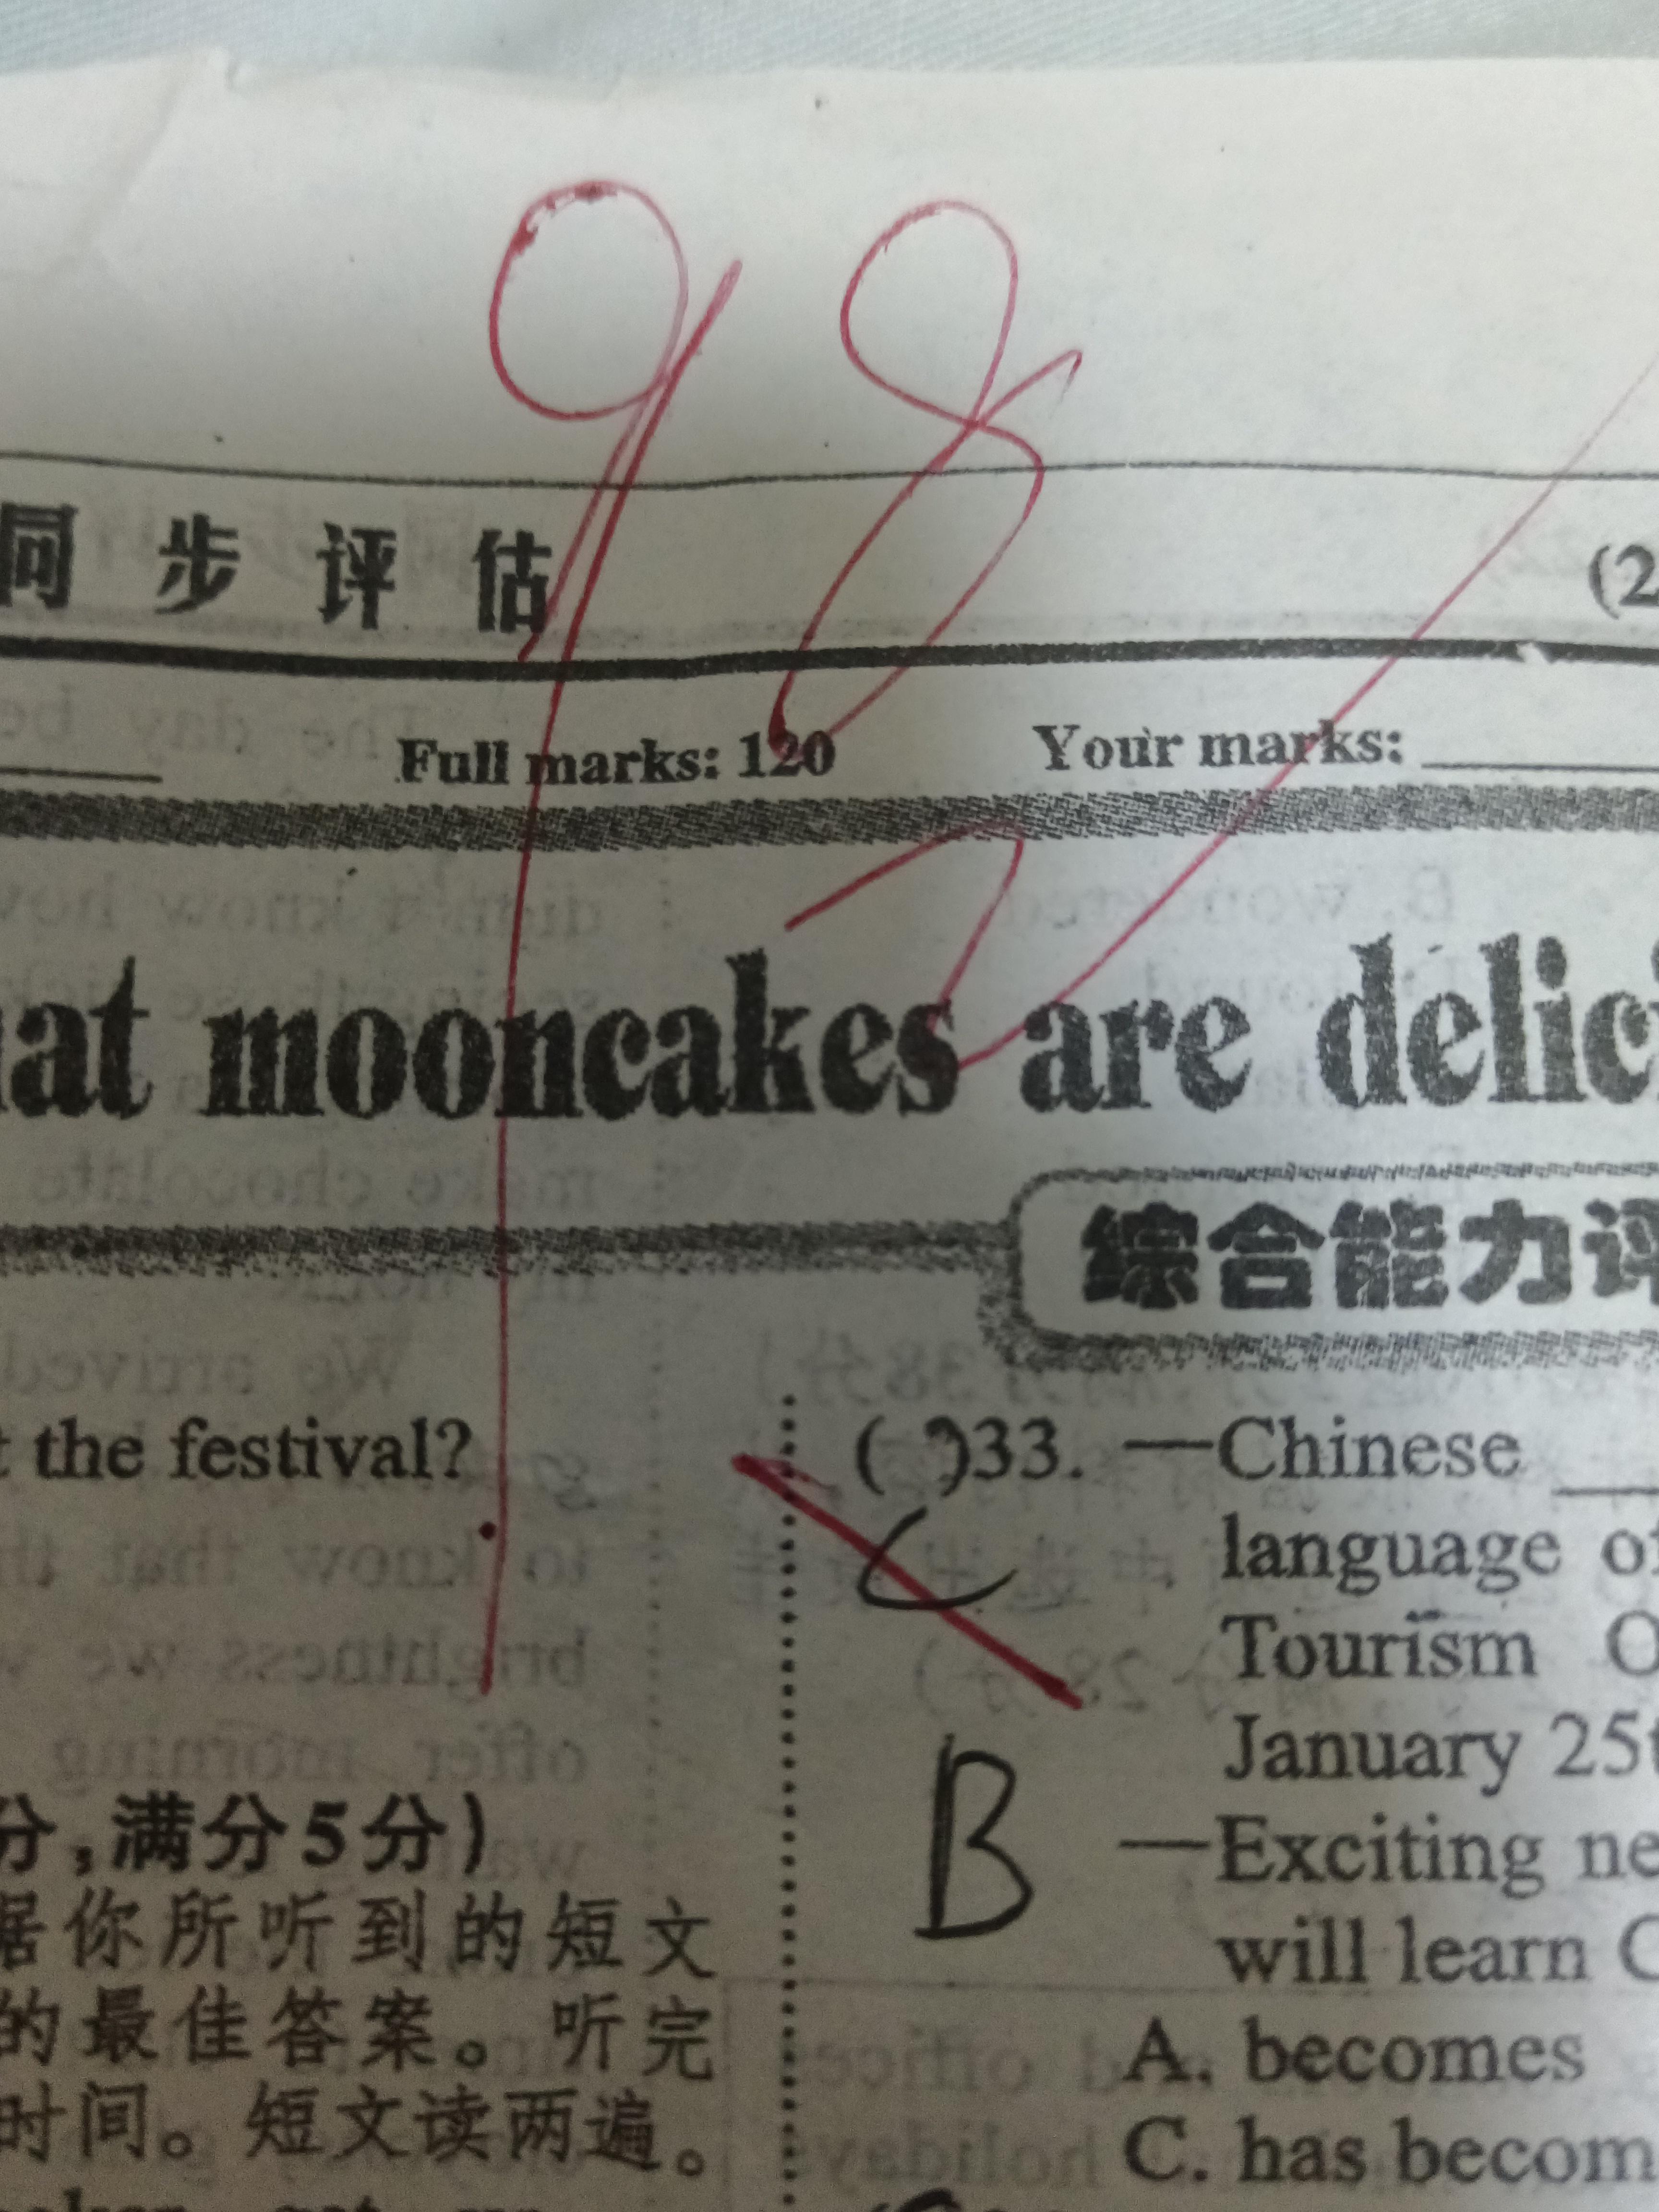 98
同步评估
(2
Full marks: 120 Your marks:
at mooncakes are delici
综合能力评
the festival?
分,满分5分)
据你所听到的短文
的最佳答案。听完
时间。短文读两遍。
( )33. —Chinese
C
language of
Tourism O
January 25t
B
—Exciting ne
will learn C
A. becomes
C. has becom